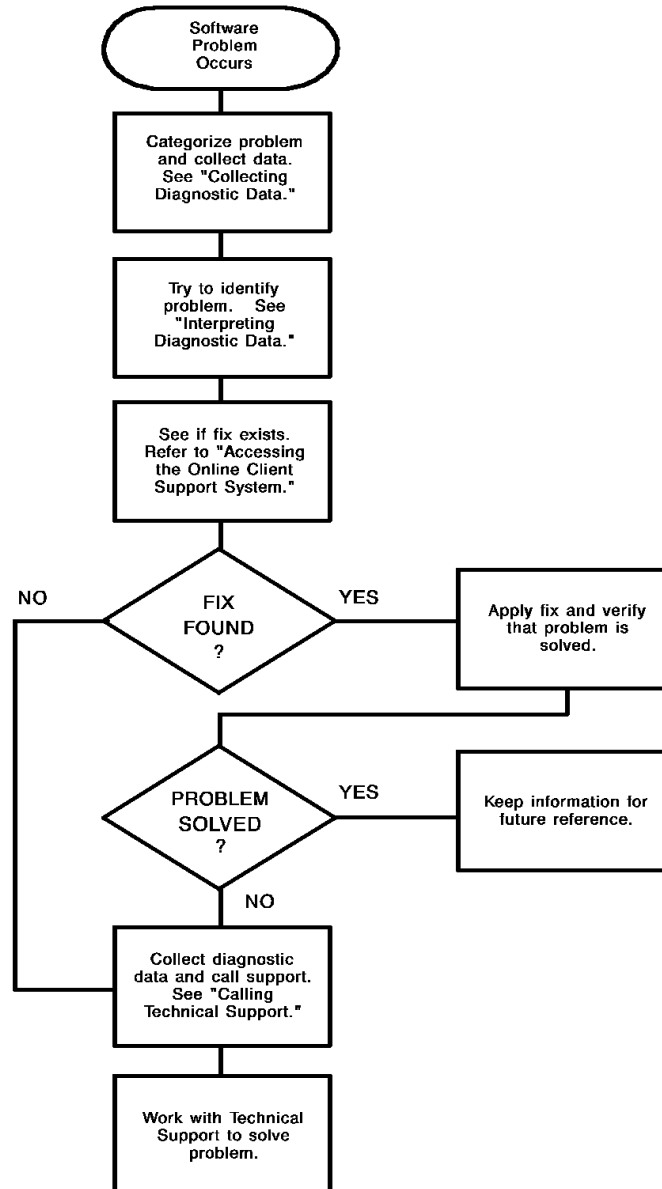 Software
Problem
Occurs
Categorize problem
and collect data.
See "Collecting
Diagnostic Data."
Try to identify
problem. See
"Interpreting
Diagnostic Data."
See if fix exists.
Refer to "Accessing
the Online Client
Support System."
NO
FIX
FOUND
?
YES
Apply fix and verify
that problem is
solved.
PROBLEM
SOLVED
?
YES
Keep information for
future reference.
NO
Collect diagnostic
data and call support.
See "Calling
Technical Support."
Work with Technical
Support to solve
problem.